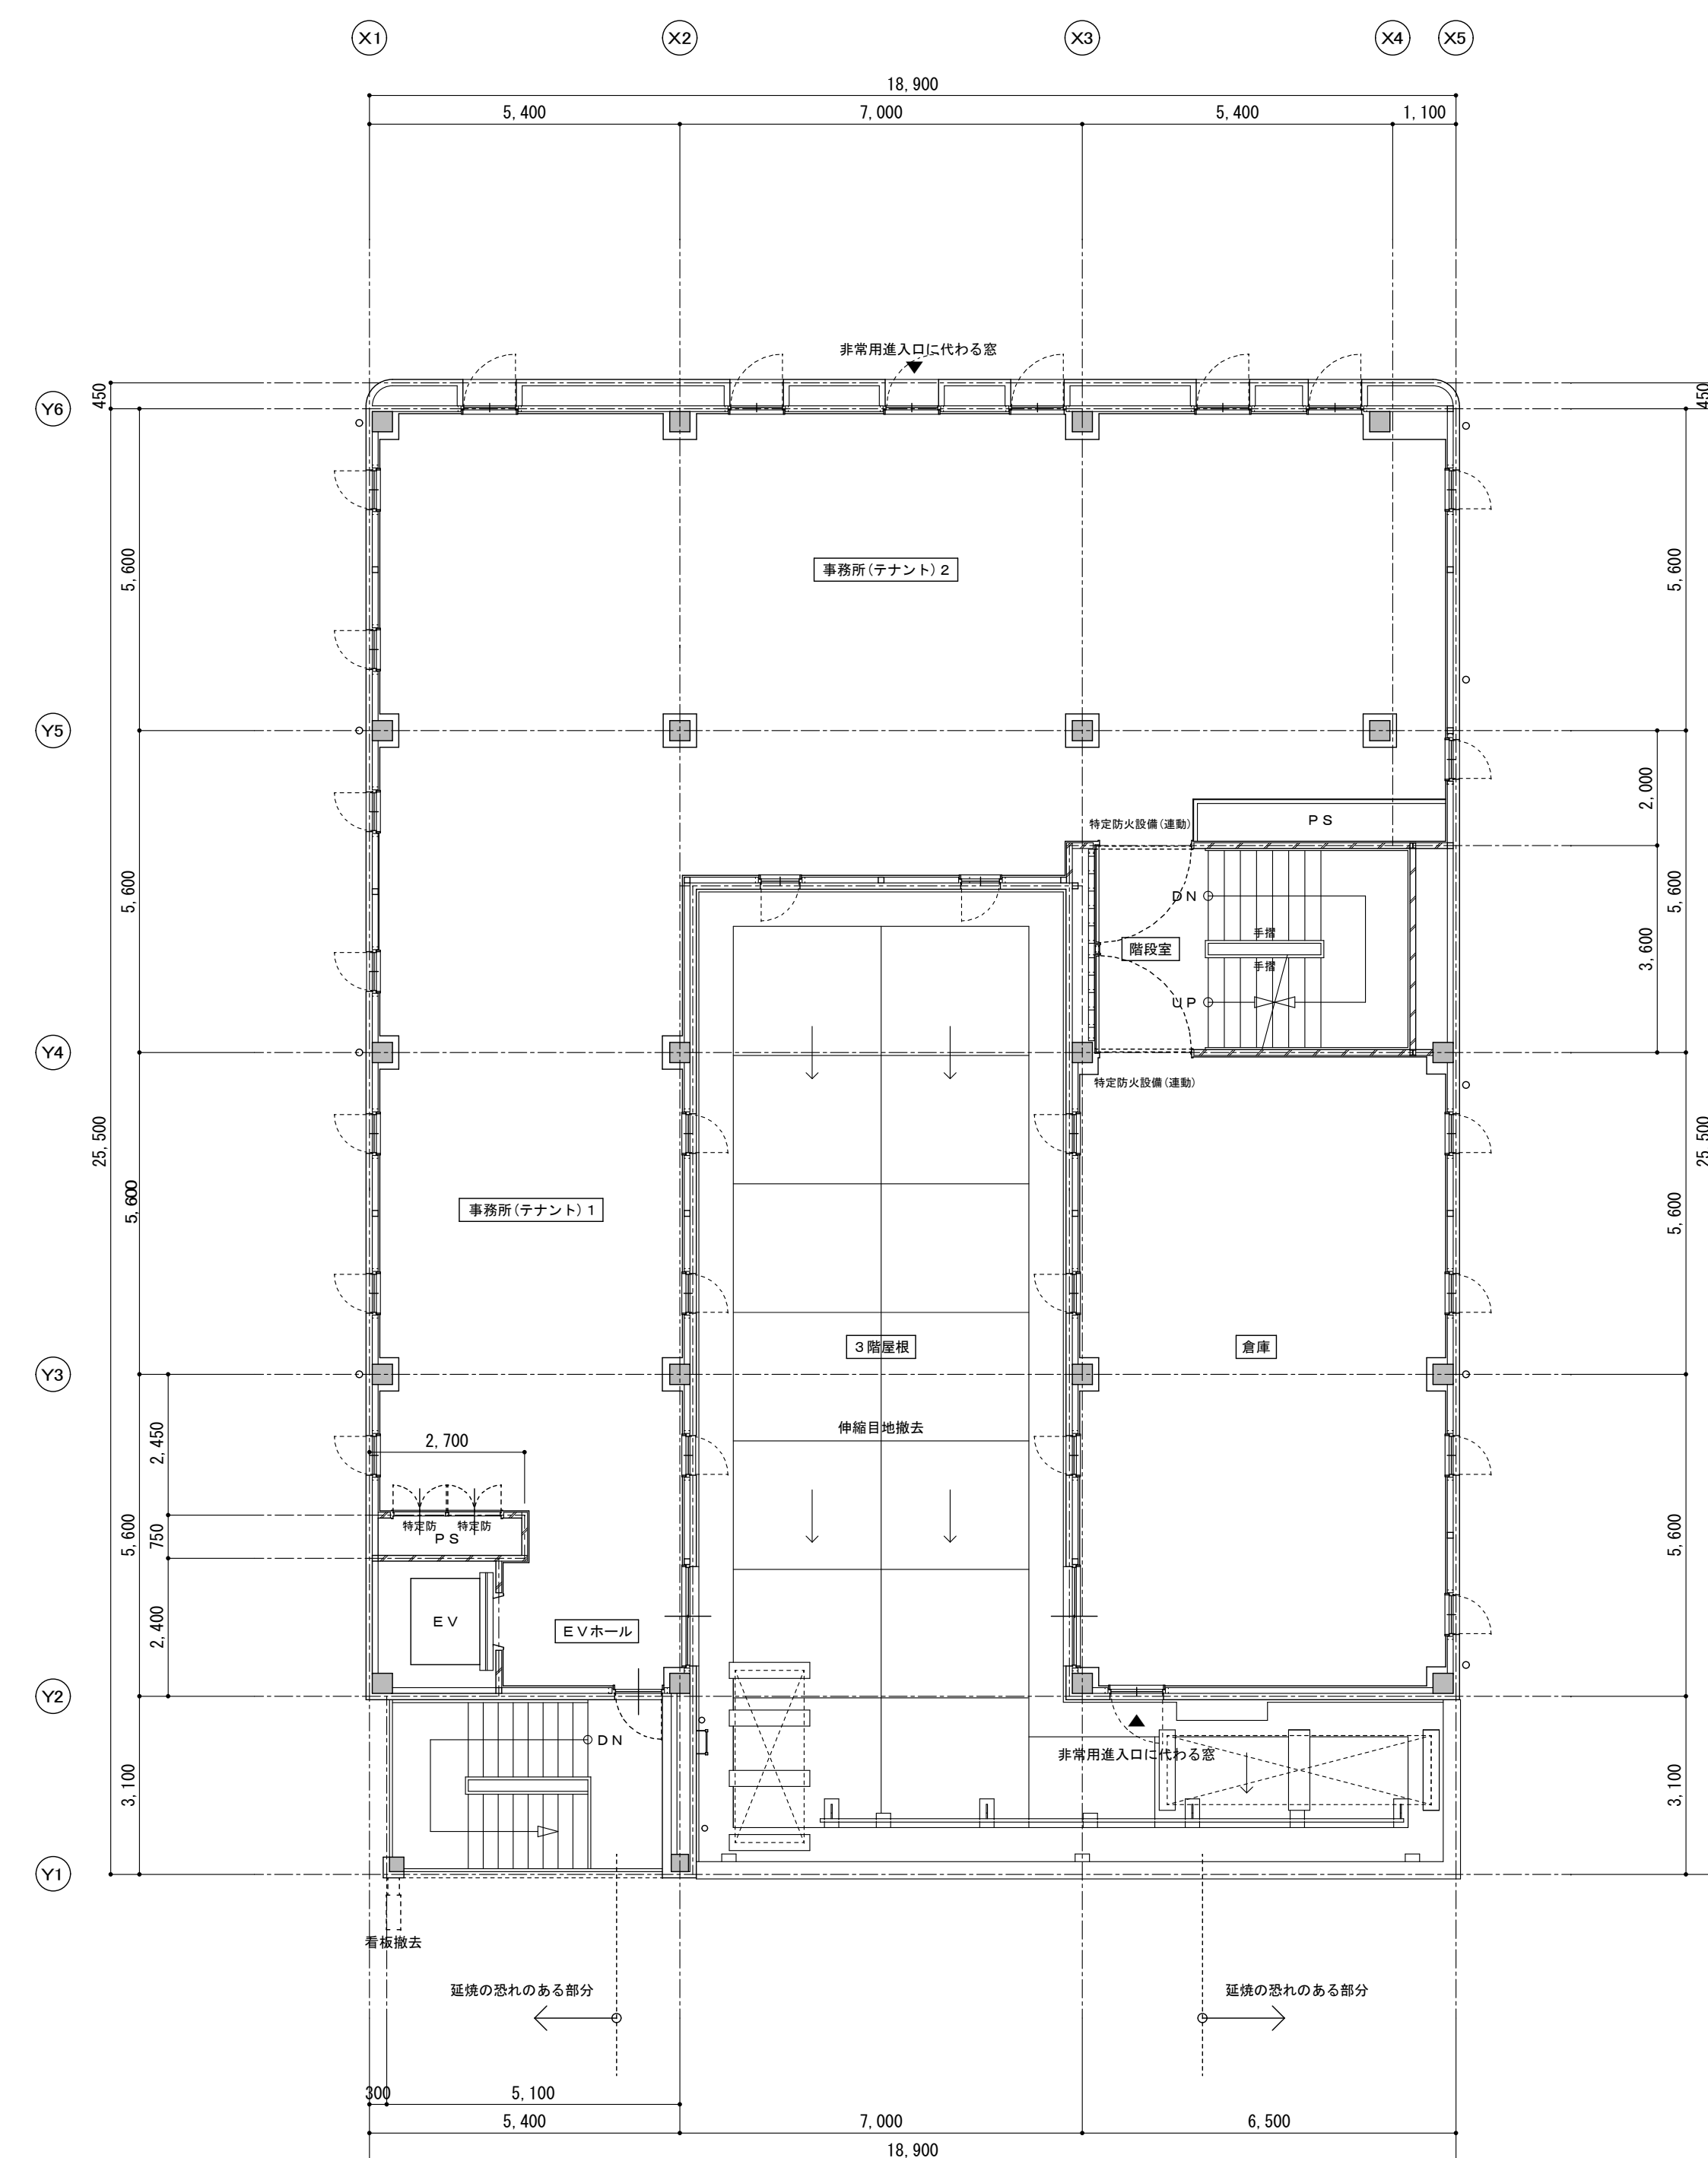 X1
X2
X3
X4
X5
18,900
5,400
7,000
5,400
1,100
非常用進入口に代わる窓
450
450
Y6
5,600
事務所(テナント)2
5,600
Y5
2,000
特定防火設備(連動)
PS
5,600
DN
5,600
手摺
階段室
3,600
手摺
UP
Y4
特定防火設備(連動)
25,500
25,500
5,600
事務所(テナント)1
5,600
3階屋根
倉庫
Y3
伸縮目地撤去
2,450
2,700
特定防
特定防
PS
5,600
750
5,600
EV
EVホール
2,400
Y2
DN
非常用進入口に代わる窓
3,100
3,100
Y1
看板撤去
延焼の恐れのある部分
延焼の恐れのある部分
300
5,100
5,400
7,000
6,500
18,900